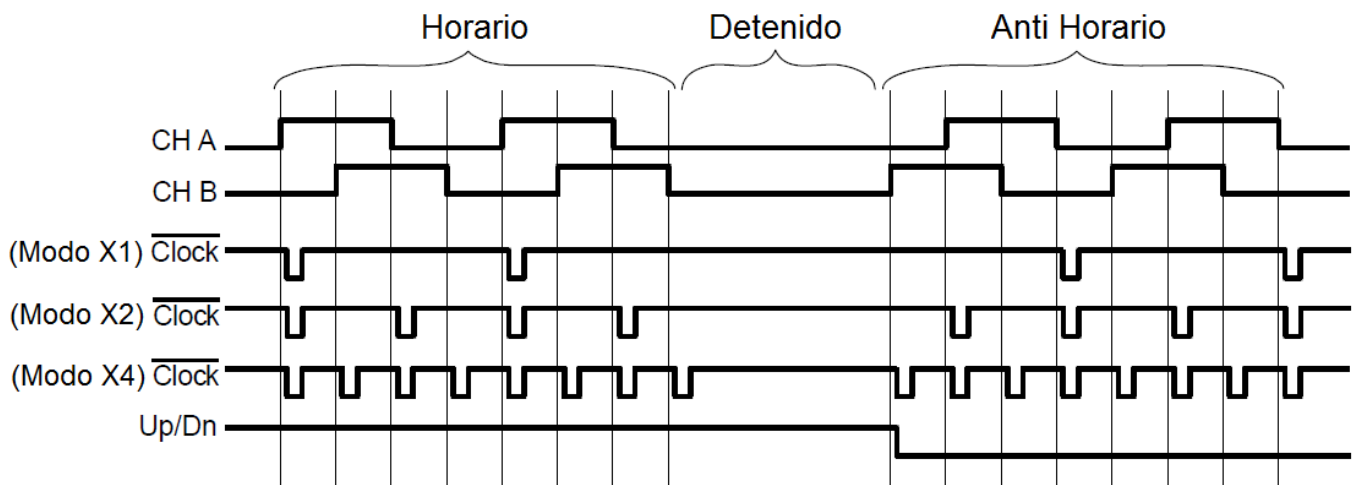 Horario Detenido Anti Horario
CH A
CH B
(Modo X1) Clock
(Modo X2) Clock
(Modo X4) Clock
Up/Dn